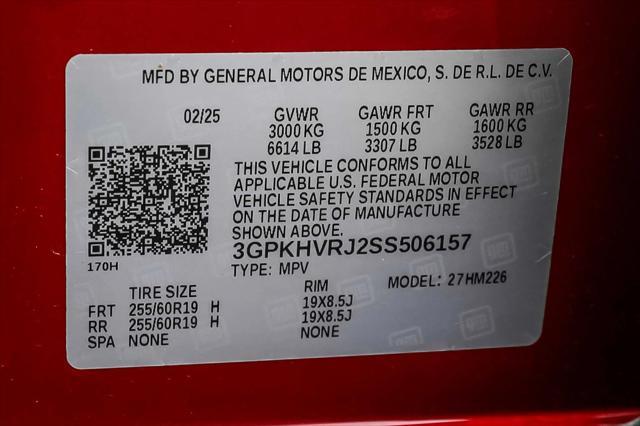 MFD BY GENERAL MOTORS DE MEXICO, S. DE R.L. DE C.V.
02/25 GVWR GAWR FRT GAWR RR
3000 KG 1500 KG 1600 KG
6614 LB 3307 LB 3528 LB
THIS VEHICLE CONFORMS TO ALL
APPLICABLE U.S. FEDERAL MOTOR
VEHICLE SAFETY STANDARDS IN EFFECT
ON THE DATE OF MANUFACTURE
SHOWN ABOVE.
3GPKHVRJ2SS506157
170H
TYPE: MPV
MODEL: 27HM226
TIRE SIZE RIM
FRT 255/60R19 H 19X8.5J
RR 255/60R19 H 19X8.5J
SPA NONE NONE